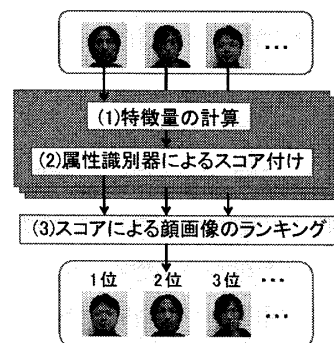 …
(1)特徴量の計算
(2)属性識別器によるスコア付け
(3)スコアによる顔画像のランキング
1位 2位 3位 …
…